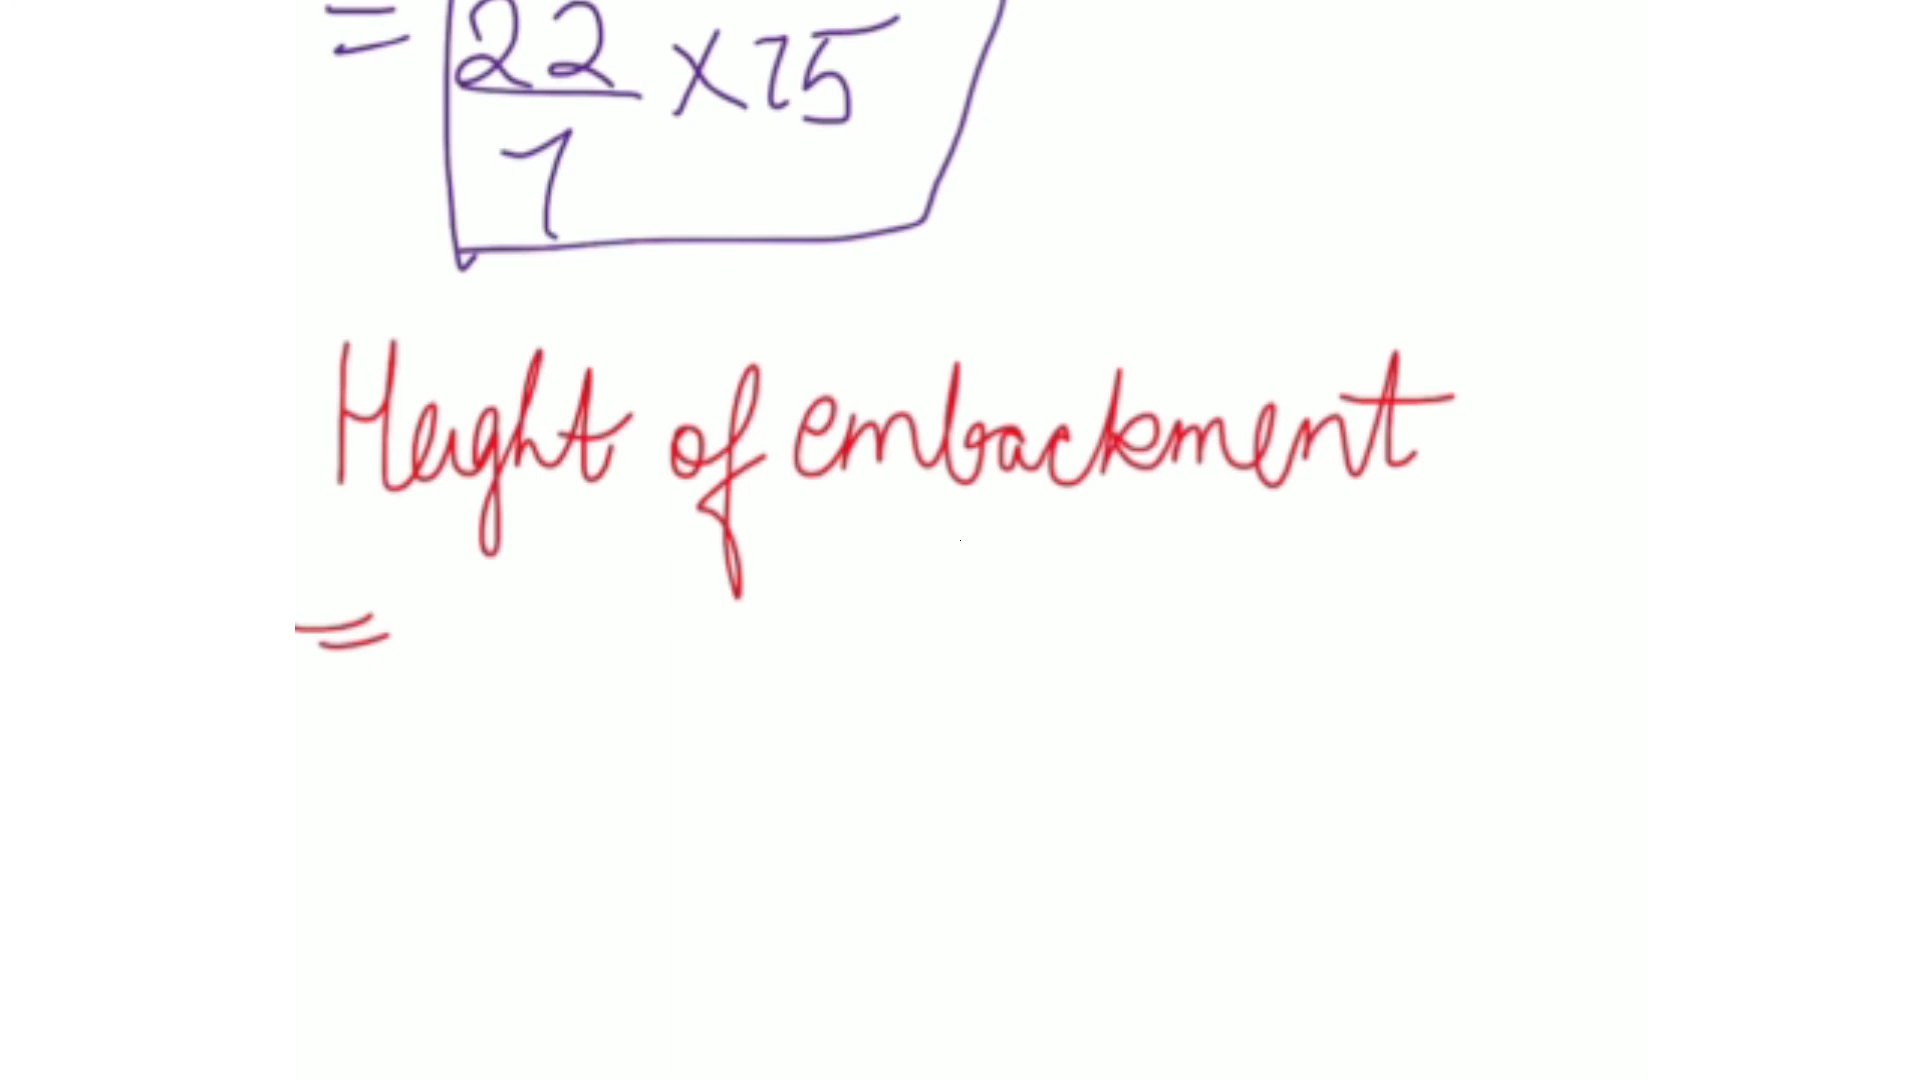 = 22/7 × 75
Height of embackment
=